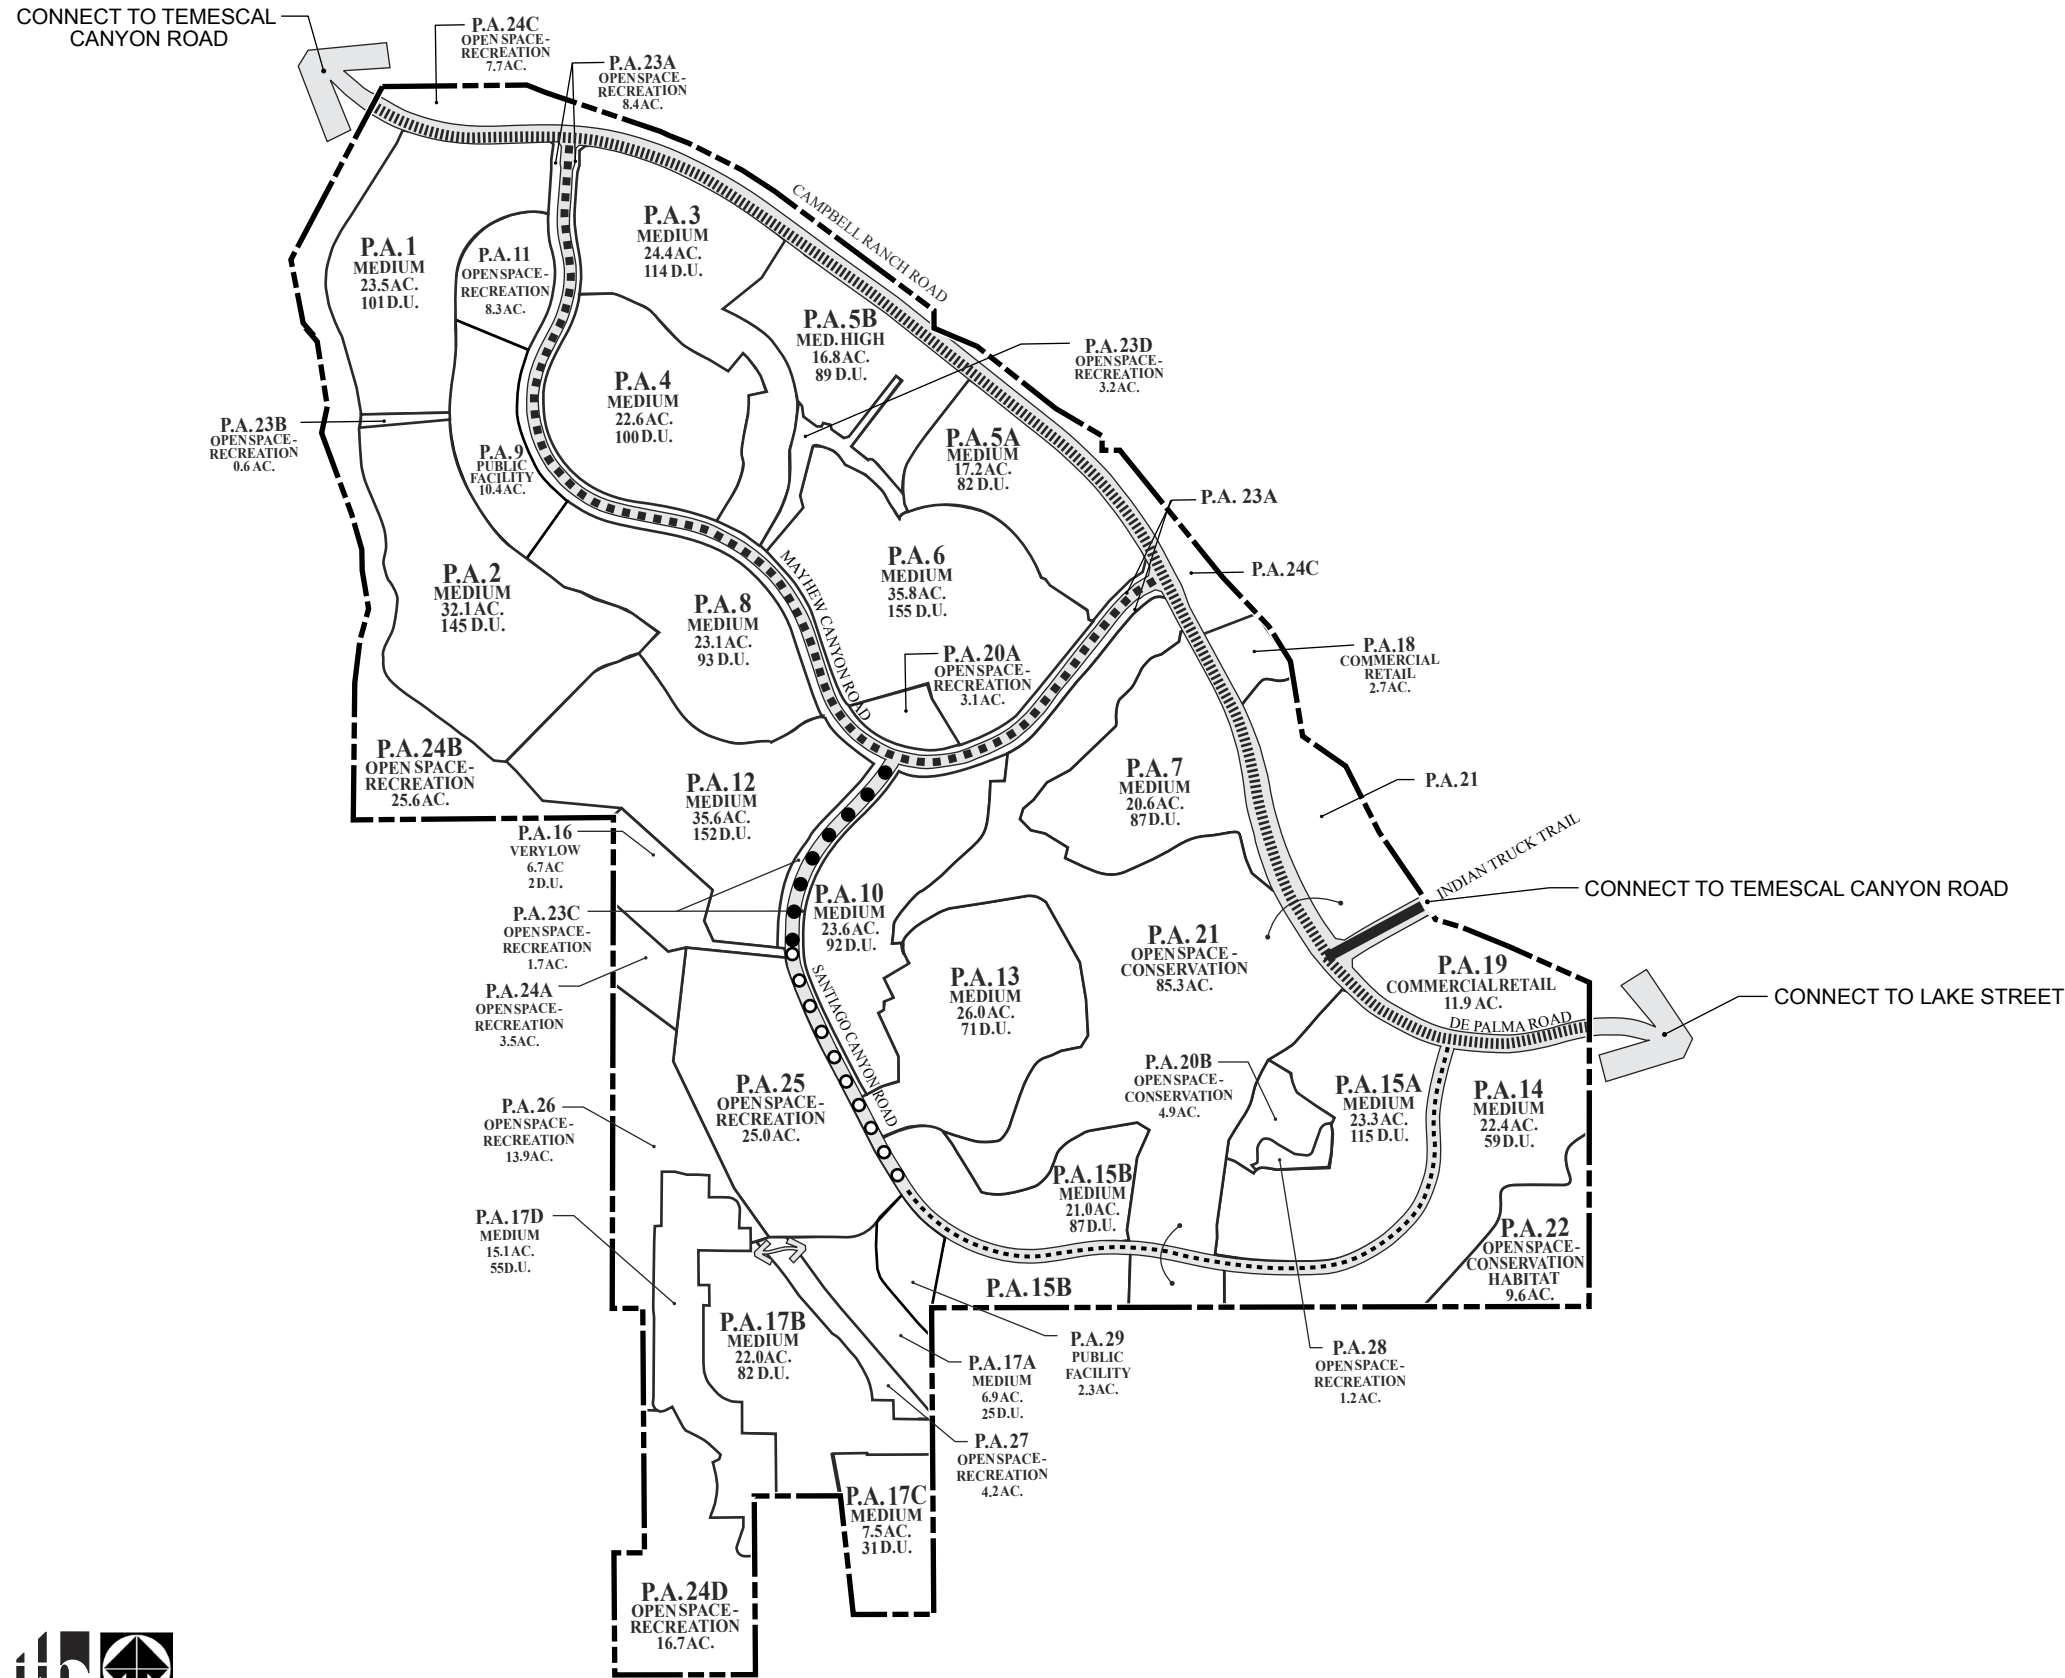 CONNECT TO TEMESCAL
CANYON ROAD
P.A.24C
OPEN SPACE-
RECREATION
7.7AC.
P.A.23A
OPEN SPACE-
RECREATION
8.4AC.
CAMPBELL RANCH ROAD
P.A.1
MEDIUM
23.5AC.
101D.U.
P.A.11
OPEN SPACE-
RECREATION
8.3AC.
P.A.3
MEDIUM
24.4AC.
114 D.U.
P.A.5B
MED. HIGH
16.8AC.
89 D.U.
P.A.23D
OPEN SPACE-
RECREATION
3.2AC.
P.A.4
MEDIUM
22.6AC.
100D.U.
P.A.23B
OPEN SPACE-
RECREATION
0.6 AC.
P.A.9
PUBLIC
FACILITY
10.4AC.
P.A.5A
MEDIUM
17.2AC.
82 D.U.
P.A. 23A
P.A.2
MEDIUM
32.1AC.
145 D.U.
P.A.8
MEDIUM
23.1AC.
93 D.U.
MAYHEW CANYON ROAD
P.A.6
MEDIUM
35.8AC.
155 D.U.
P.A.24C
P.A.20A
OPEN SPACE-
RECREATION
3.1AC.
P.A.18
COMMERCIAL
RETAIL
2.7AC.
P.A.24B
OPEN SPACE-
RECREATION
25.6AC.
P.A.12
MEDIUM
35.6AC.
152D.U.
P.A.7
MEDIUM
20.6AC.
87D.U.
P.A.21
INDIAN TRUCK TRAIL
CONNECT TO TEMESCAL CANYON ROAD
P.A.16
VERY LOW
6.7AC
2D.U.
P.A.23C
OPEN SPACE-
RECREATION
1.7AC.
P.A.10
MEDIUM
23.6AC.
92D.U.
P.A.21
OPEN SPACE-
CONSERVATION
85.3AC.
P.A.19
COMMERCIAL RETAIL
11.9 AC.
CONNECT TO LAKE STREET
DE PALMA ROAD
P.A.24A
OPEN SPACE-
RECREATION
3.5AC.
P.A.13
MEDIUM
26.0AC.
71D.U.
SANTIAGO CANYON ROAD
P.A.25
OPEN SPACE-
RECREATION
25.0AC.
P.A.20B
OPEN SPACE-
CONSERVATION
4.9AC.
P.A.15A
MEDIUM
23.3AC.
115 D.U.
P.A.14
MEDIUM
22.4AC.
59D.U.
P.A.26
OPEN SPACE-
RECREATION
13.9AC.
P.A.15B
MEDIUM
21.0AC.
87D.U.
P.A.17D
MEDIUM
15.1AC.
55D.U.
P.A.22
OPEN SPACE-
CONSERVATION
HABITAT
9.6AC.
P.A.15B
P.A.17B
MEDIUM
22.0AC.
82 D.U.
P.A.29
PUBLIC
FACILITY
2.3AC.
P.A.17A
MEDIUM
6.9AC.
25D.U.
P.A.28
OPEN SPACE-
RECREATION
1.2AC.
P.A.27
OPEN SPACE-
RECREATION
4.2AC.
P.A.17C
MEDIUM
7.5AC.
31D.U.
P.A.24D
OPEN SPACE-
RECREATION
16.7AC.